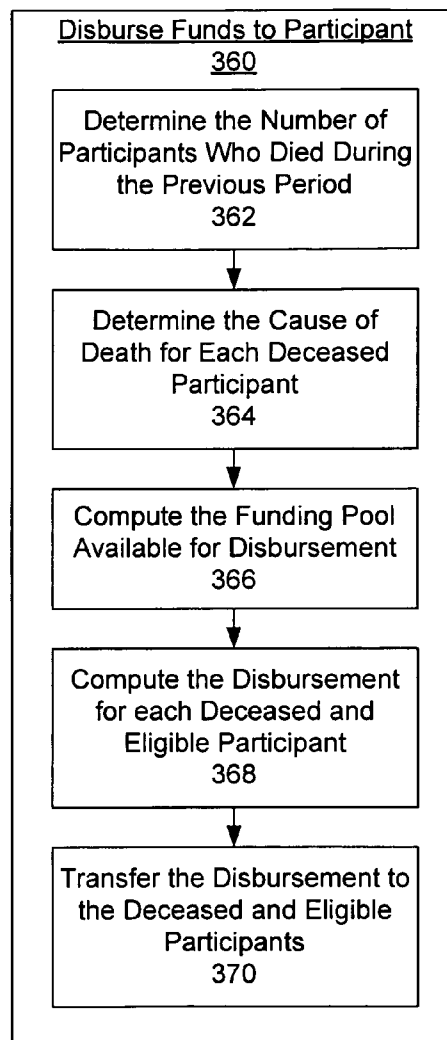 Disburse Funds to Participant
360
Determine the Number of
Participants Who Died During
the Previous Period
362
Determine the Cause of
Death for Each Deceased
Participant
364
Compute the Funding Pool
Available for Disbursement
366
Compute the Disbursement
for each Deceased and
Eligible Participant
368
Transfer the Disbursement to
the Deceased and Eligible
Participants
370